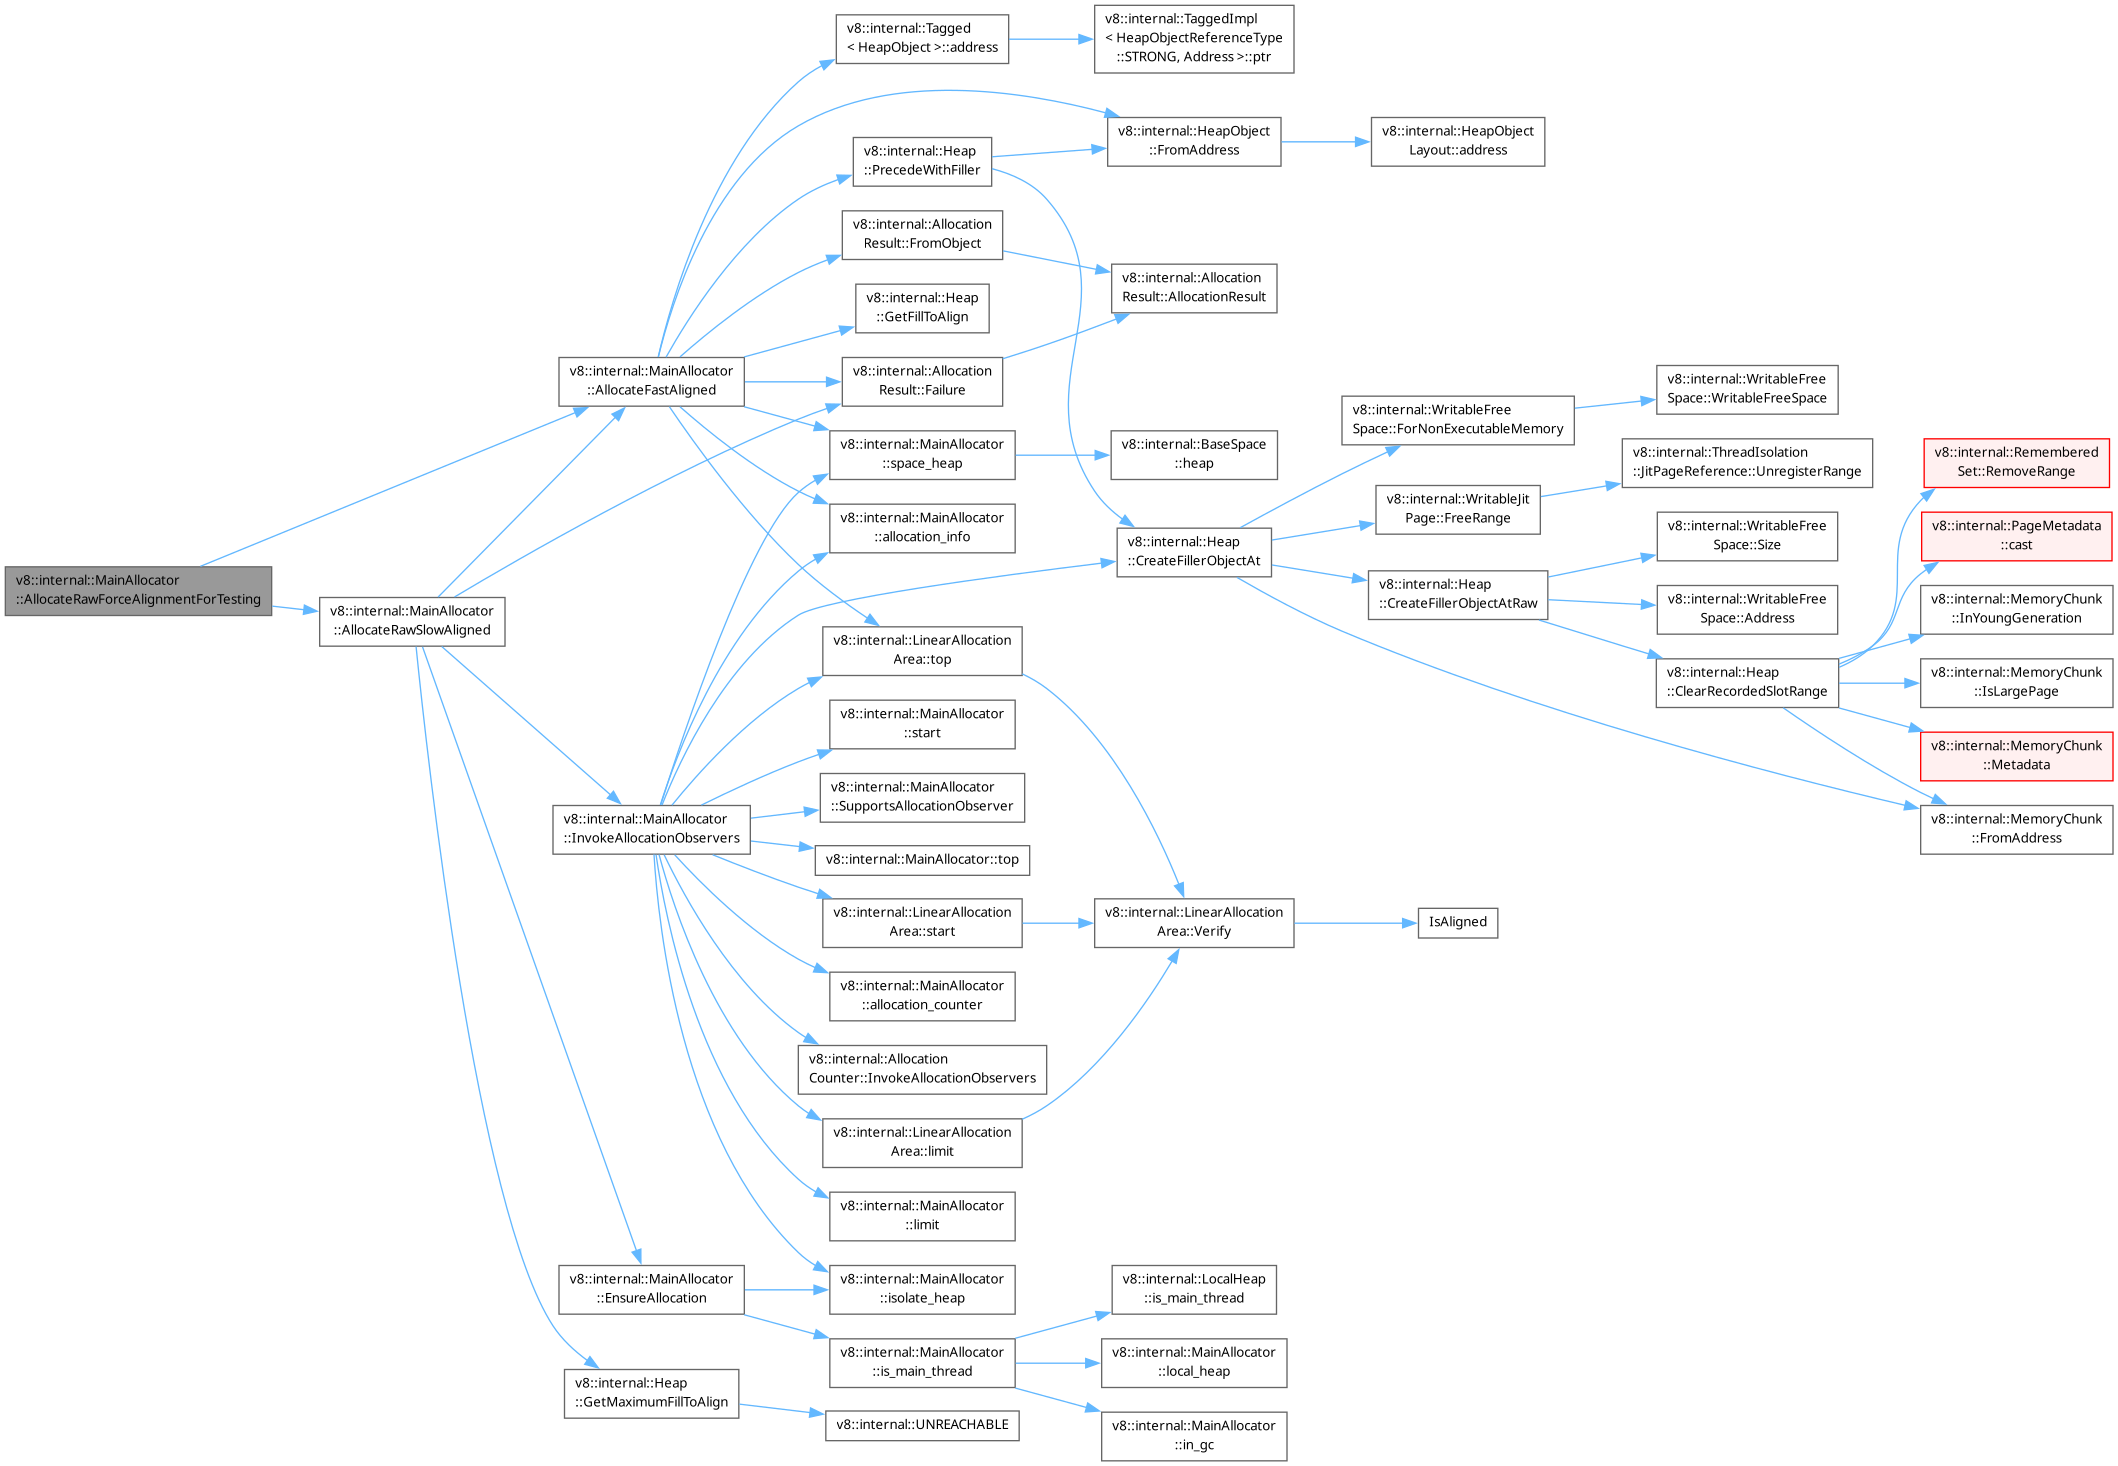 v8::internal::MainAllocator
::AllocateRawForceAlignmentForTesting
v8::internal::MainAllocator
::AllocateRawSlowAligned
v8::internal::MainAllocator
::AllocateFastAligned
v8::internal::MainAllocator
::InvokeAllocationObservers
v8::internal::MainAllocator
::EnsureAllocation
v8::internal::Heap
::GetMaximumFillToAlign
v8::internal::Tagged
< HeapObject >::address
v8::internal::Heap
::PrecedeWithFiller
v8::internal::Allocation
Result::FromObject
v8::internal::Heap
::GetFillToAlign
v8::internal::Allocation
Result::Failure
v8::internal::MainAllocator
::space_heap
v8::internal::MainAllocator
::allocation_info
v8::internal::LinearAllocation
Area::top
v8::internal::MainAllocator
::start
v8::internal::MainAllocator
::SupportsAllocationObserver
v8::internal::MainAllocator::top
v8::internal::LinearAllocation
Area::start
v8::internal::MainAllocator
::allocation_counter
v8::internal::Allocation
Counter::InvokeAllocationObservers
v8::internal::LinearAllocation
Area::limit
v8::internal::MainAllocator
::limit
v8::internal::MainAllocator
::isolate_heap
v8::internal::MainAllocator
::is_main_thread
v8::internal::UNREACHABLE
v8::internal::TaggedImpl
< HeapObjectReferenceType
::STRONG, Address >::ptr
v8::internal::HeapObject
::FromAddress
v8::internal::Allocation
Result::AllocationResult
v8::internal::BaseSpace
::heap
v8::internal::Heap
::CreateFillerObjectAt
v8::internal::LinearAllocation
Area::Verify
v8::internal::LocalHeap
::is_main_thread
v8::internal::MainAllocator
::local_heap
v8::internal::MainAllocator
::in_gc
v8::internal::HeapObject
Layout::address
v8::internal::WritableFree
Space::ForNonExecutableMemory
v8::internal::WritableJit
Page::FreeRange
v8::internal::Heap
::CreateFillerObjectAtRaw
IsAligned
v8::internal::WritableFree
Space::WritableFreeSpace
v8::internal::ThreadIsolation
::JitPageReference::UnregisterRange
v8::internal::WritableFree
Space::Size
v8::internal::WritableFree
Space::Address
v8::internal::Heap
::ClearRecordedSlotRange
v8::internal::Remembered
Set::RemoveRange
v8::internal::PageMetadata
::cast
v8::internal::MemoryChunk
::InYoungGeneration
v8::internal::MemoryChunk
::IsLargePage
v8::internal::MemoryChunk
::Metadata
v8::internal::MemoryChunk
::FromAddress